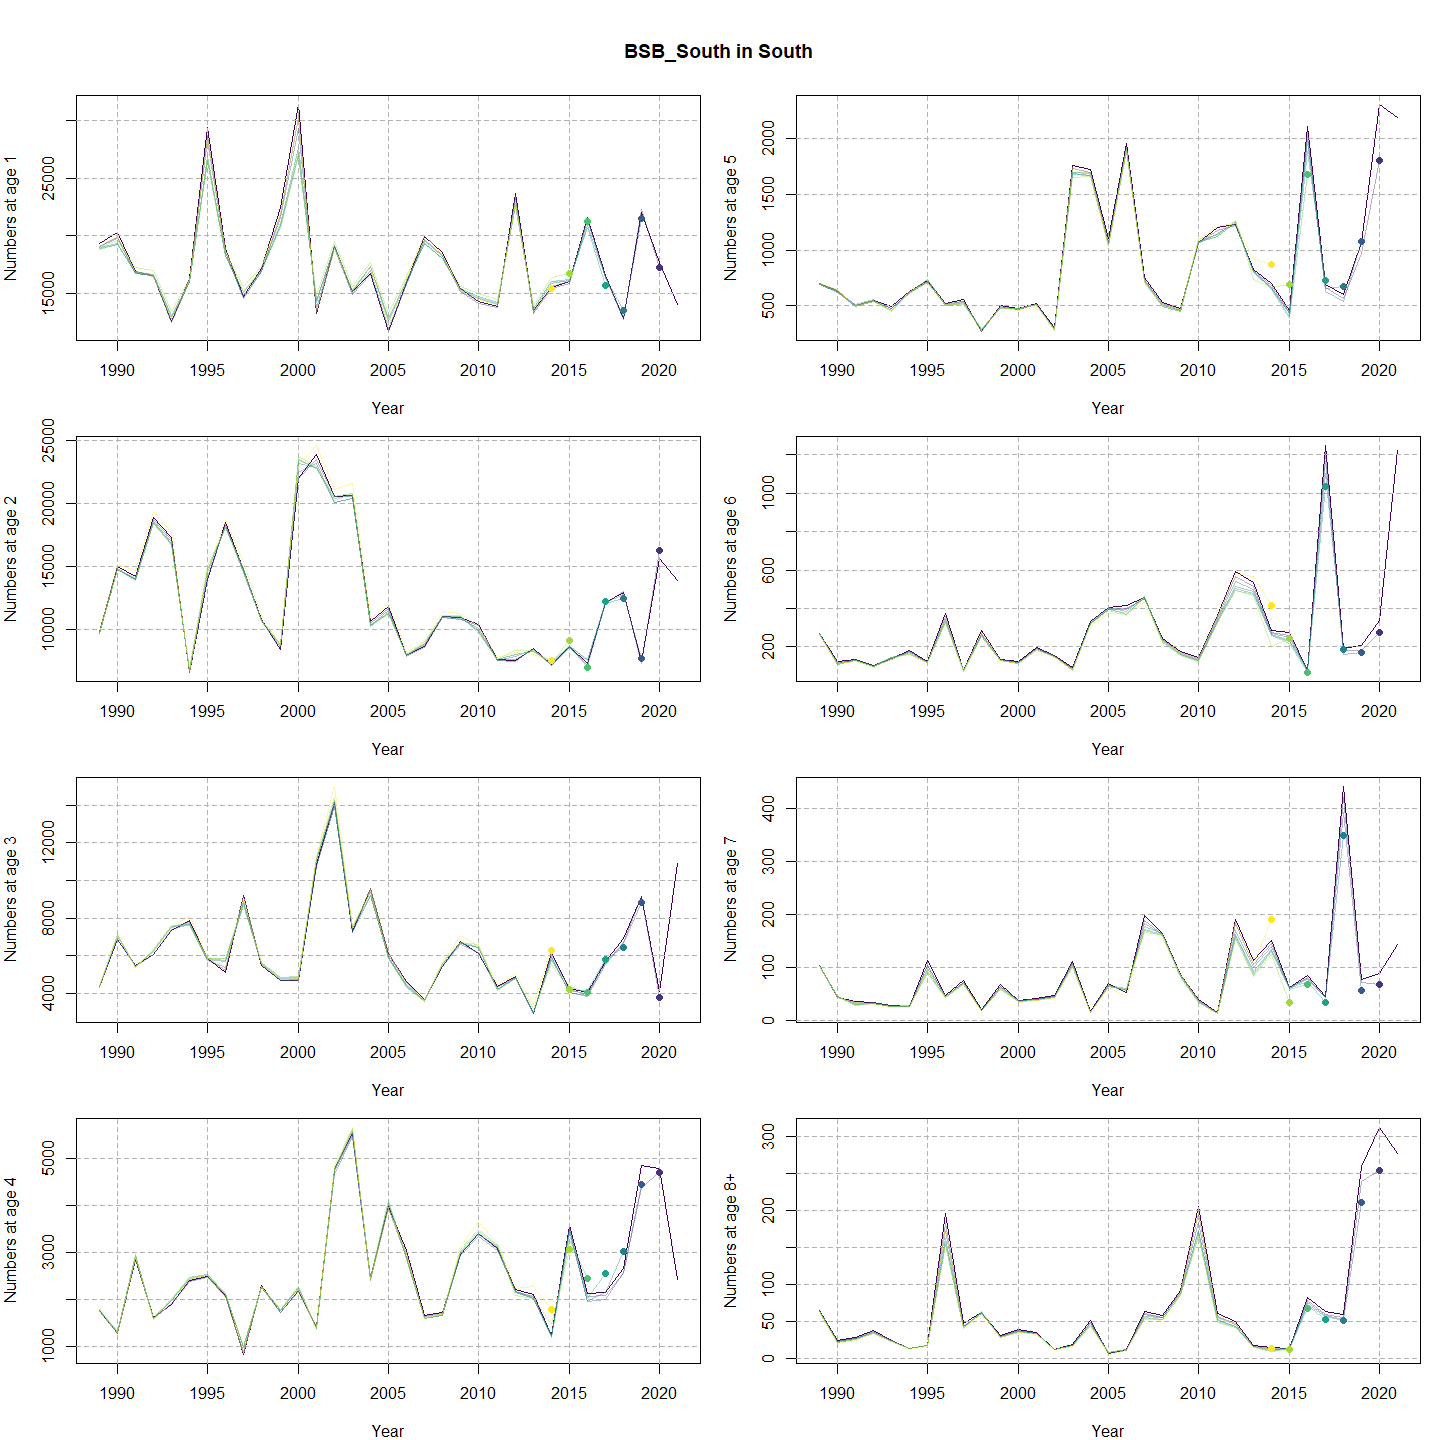 BSB_South in South
Numbers at age 1
15000 25000
1990 1995 2000 2005 2010 2015 2020
Year
Numbers at age 5
500 1000 1500 2000
1990 1995 2000 2005 2010 2015 2020
Year
Numbers at age 2
10000 15000 20000 25000
1990 1995 2000 2005 2010 2015 2020
Year
Numbers at age 6
200 600 1000
1990 1995 2000 2005 2010 2015 2020
Year
Numbers at age 3
4000 8000 12000
1990 1995 2000 2005 2010 2015 2020
Year
Numbers at age 7
0 100 200 300 400
1990 1995 2000 2005 2010 2015 2020
Year
Numbers at age 4
1000 3000 5000
1990 1995 2000 2005 2010 2015 2020
Year
Numbers at age 8+
0 50 100 200 300
1990 1995 2000 2005 2010 2015 2020
Year